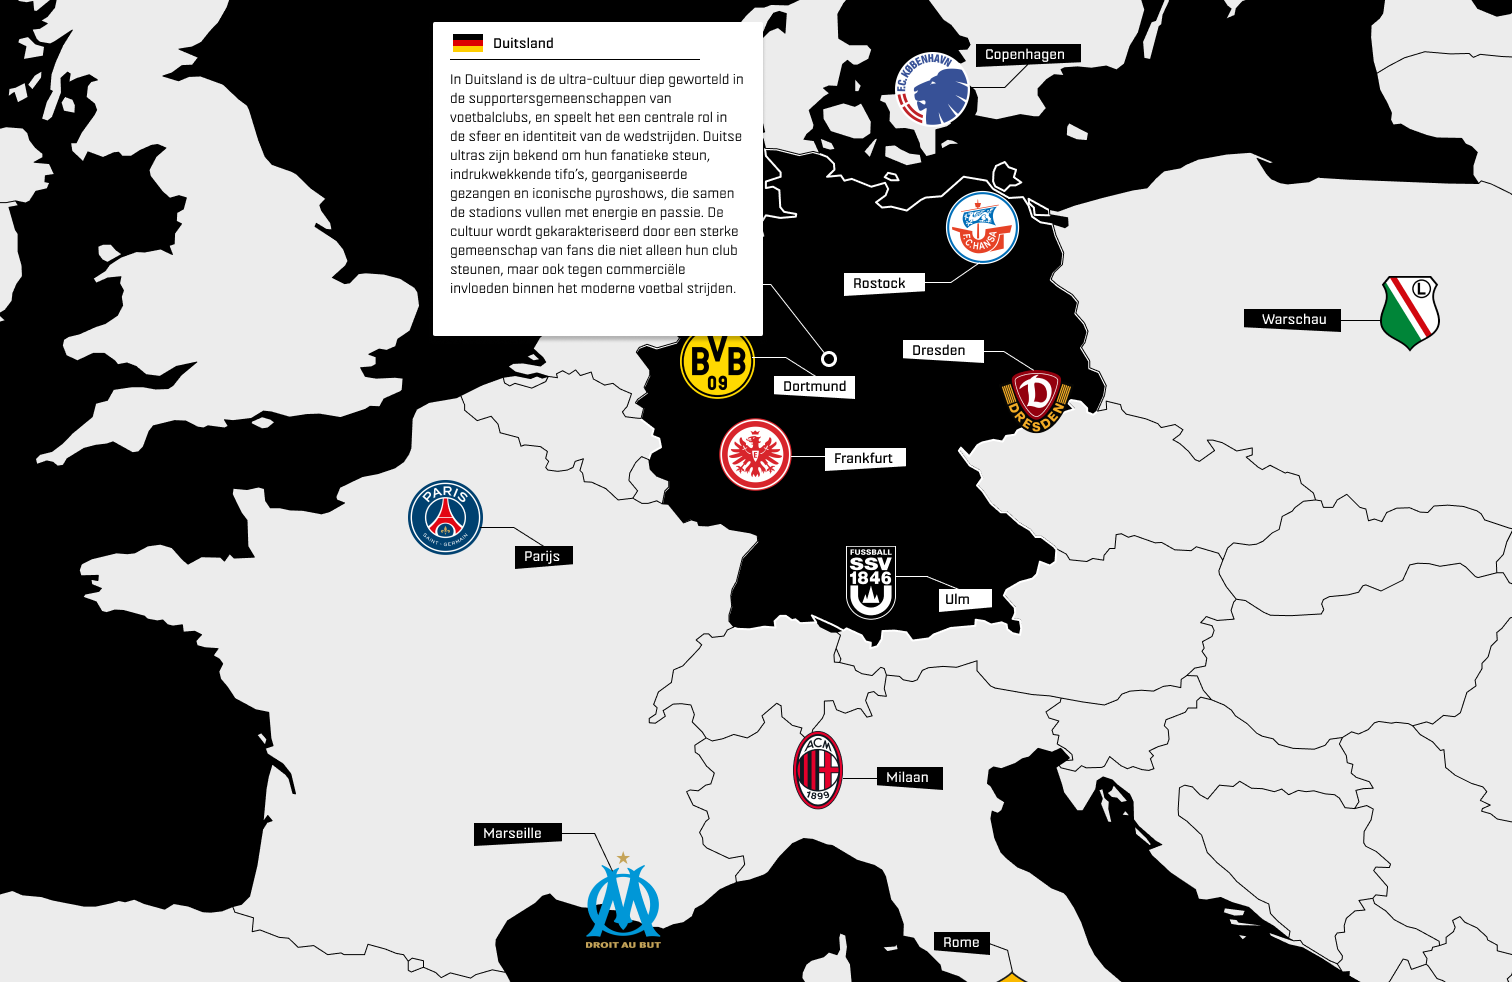 Duitsland
In Duitsland is de ultra-cultuur diep geworteld in
de supportersgemeenschappen van
voetbalclubs, en speelt het een centrale rol in
de sfeer en identiteit van de wedstrijden. Duitse
ultras zijn bekend om hun fanatieke steun,
indrukwekkende tifo's, georganiseerde
gezangen en iconische pyroshows, die samen
de stadions vullen met energie en passie. De
cultuur wordt gekarakteriseerd door een sterke
gemeenschap van fans die niet alleen hun club
steunen, maar ook tegen commerciële
invloeden binnen het moderne voetbal strijden.
Copenhagen
F.C. KØBENHAVN
F.C. HANSA
Rostock
L
Warschau
Dresden
D
DRESDEN
BVB
09
Dortmund
F
Frankfurt
PARIS
SAINT-GERMAIN
Parijs
FUSSBALL
SSV
1846
U
Ulm
ACM
1899
Milaan
Marseille
M
DROIT AU BUT
Rome